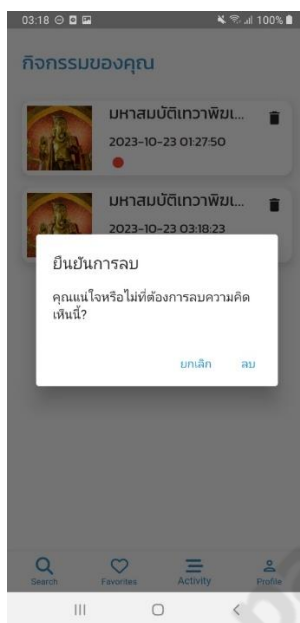 03:18
100%
กิจกรรมของคุณ
มหาสมบัติเทวาพิฆเ...
2023-10-23 01:27:50
มหาสมบัติเทวาพิฆเ...
2023-10-23 03:18:23
ยืนยันการลบ
คุณแน่ใจหรือไม่ที่ต้องการลบความคิด
เห็นนี้?
ยกเลิก
ลบ
Search
Favorites
Activity
Profile